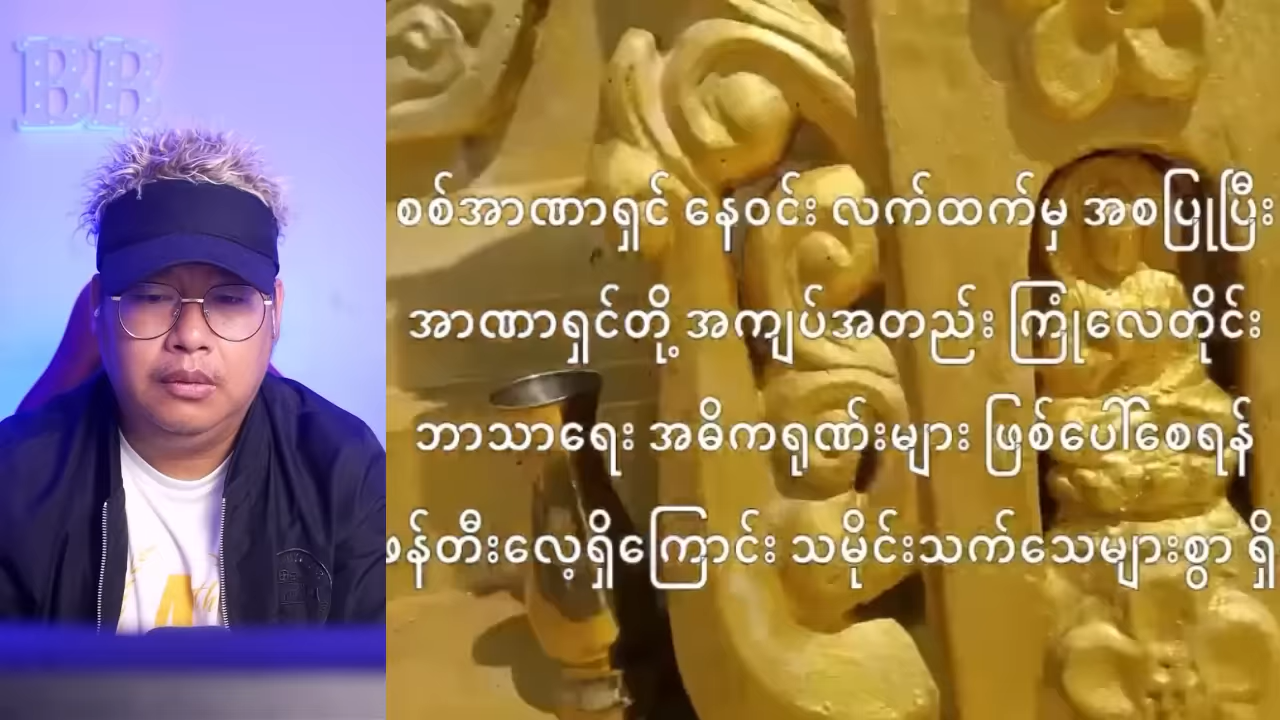 BB
စစ်အာဏာရှင် နေဝင်း လက်ထက်မှ အစပြုပြီး
အာဏာရှင်တို့ အကျပ်အတည်း ကြုံလေတိုင်း
ဘာသာရေး အဓိကရုဏ်းများ ဖြစ်ပေါ်စေရန်
ဖန်တီးလေ့ရှိကြောင်း သမိုင်းသက်သေများစွာ ရှိ